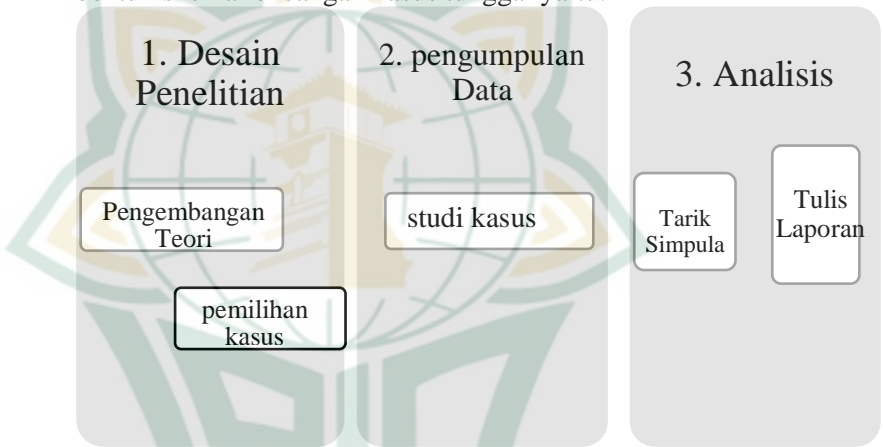 1. Desain
Penelitian
Pengembangan
Teori
pemilihan
kasus
2. pengumpulan
Data
studi kasus
3. Analisis
Tarik
Simpula
Tulis
Laporan